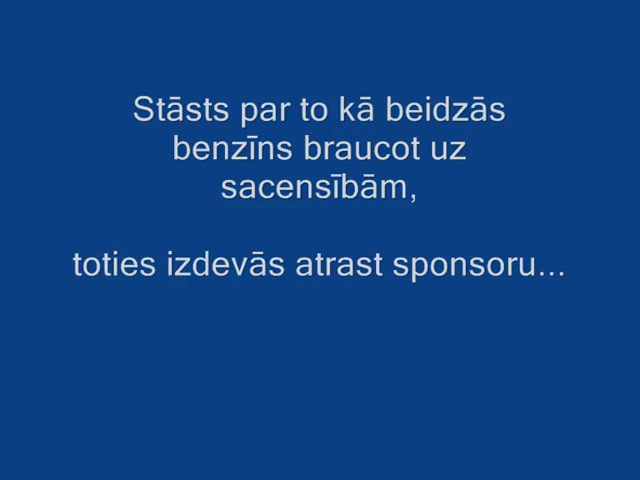 Stāsts par to kā beidzās
benzīns braucot uz
sacensībām,
toties izdevās atrast sponsoru...